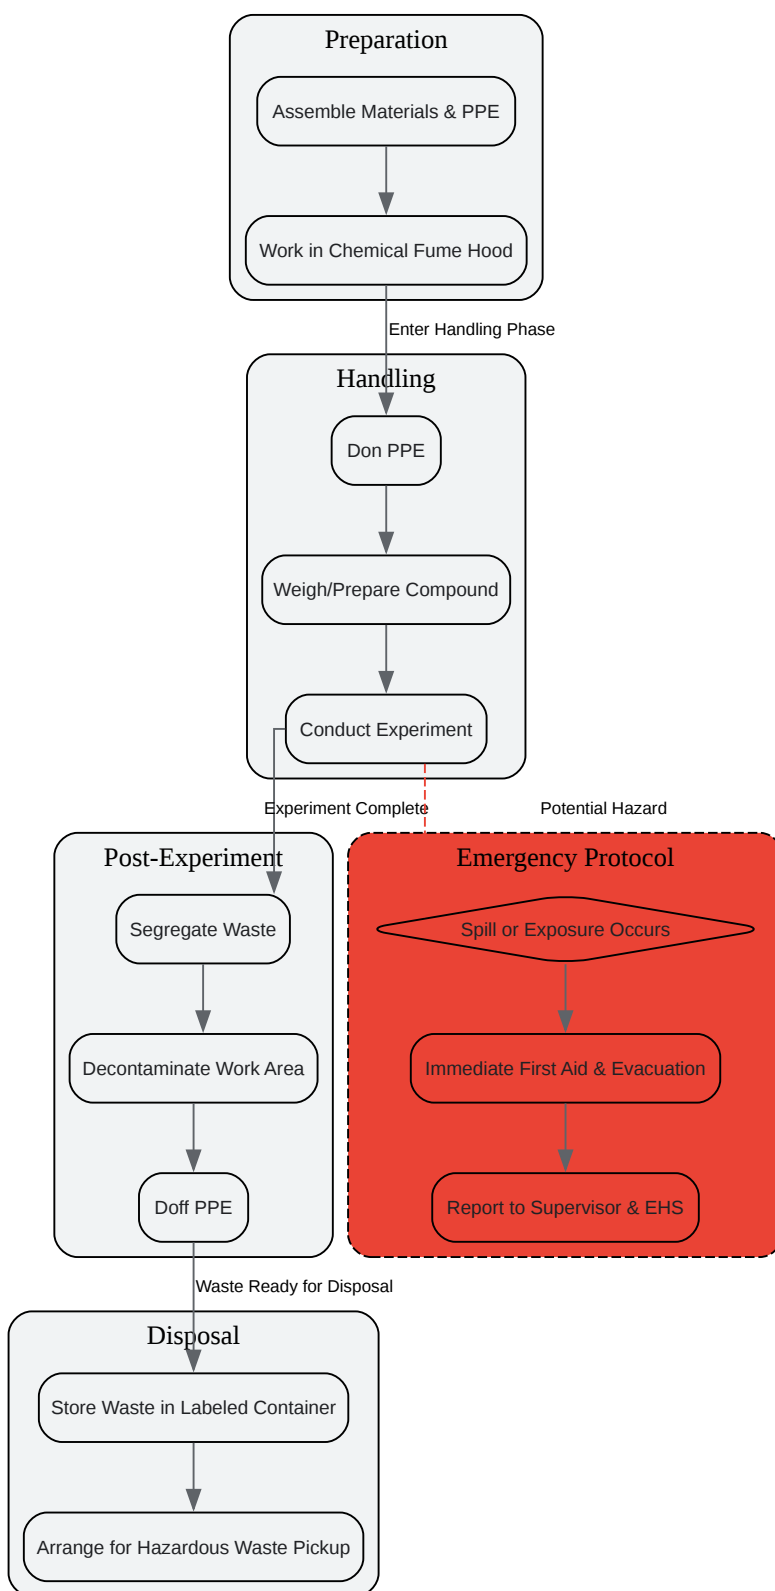 Preparation
Assemble Materials & PPE
Work in Chemical Fume Hood
Enter Handling Phase
Handling
Don PPE
Weigh/Prepare Compound
Conduct Experiment
Experiment Complete
Potential Hazard
Post-Experiment
Segregate Waste
Decontaminate Work Area
Doff PPE
Emergency Protocol
Spill or Exposure Occurs
Immediate First Aid & Evacuation
Report to Supervisor & EHS
Waste Ready for Disposal
Disposal
Store Waste in Labeled Container
Arrange for Hazardous Waste Pickup